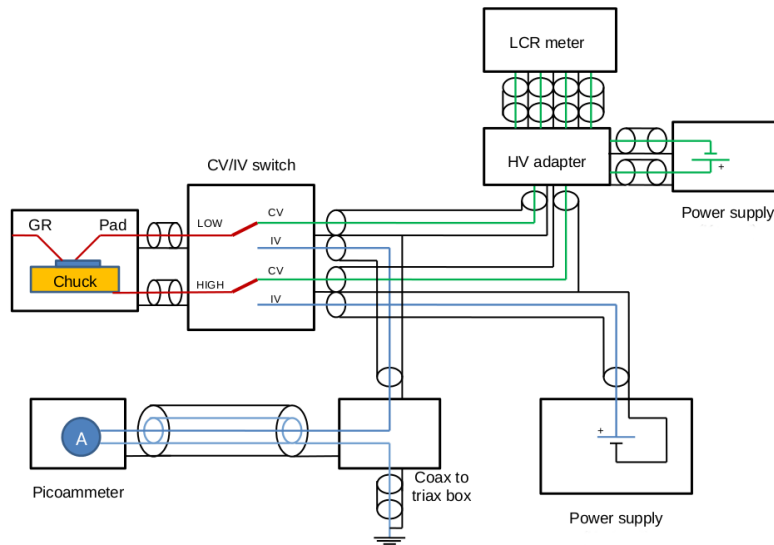 LCR meter
HV adapter
+
Power supply
CV/IV switch
GR
Pad
Chuck
LOW
CV
IV
HIGH
CV
IV
A
Picoammeter
Coax to
triax box
+
Power supply